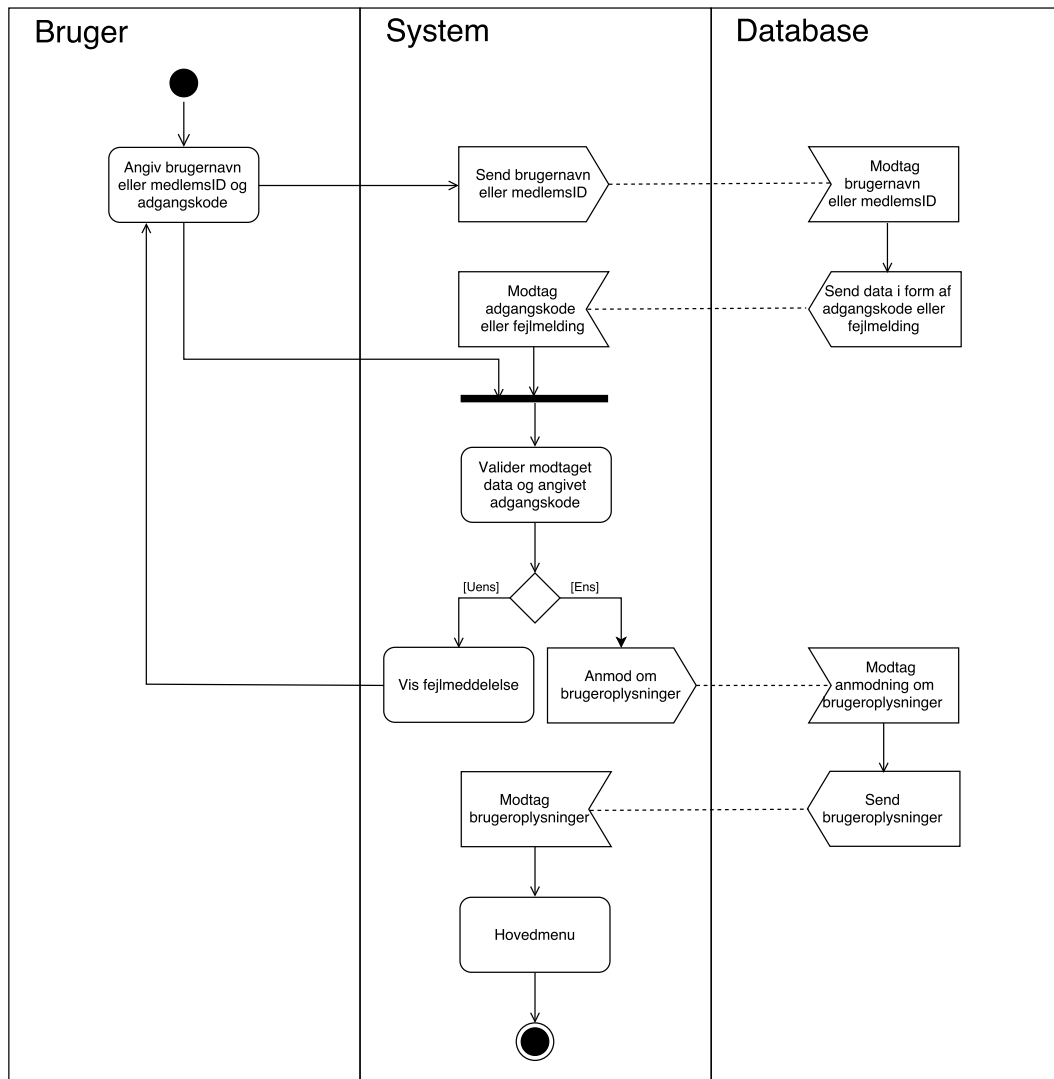 Bruger
System
Database
Angiv brugernavn
eller medlemsID og
adgangskode
Send brugernavn
eller medlemsID
Modtag
brugernavn
eller medlemsID
Modtag
adgangskode
eller fejlmelding
Send data i form af
adgangskode eller
fejlmelding
Valider modtaget
data og angivet
adgangskode
[Uens]
[Ens]
Vis fejlmeddelelse
Anmod om
brugeroplysninger
Modtag
anmodning om
brugeroplysninger
Modtag
brugeroplysninger
Send
brugeroplysninger
Hovedmenu